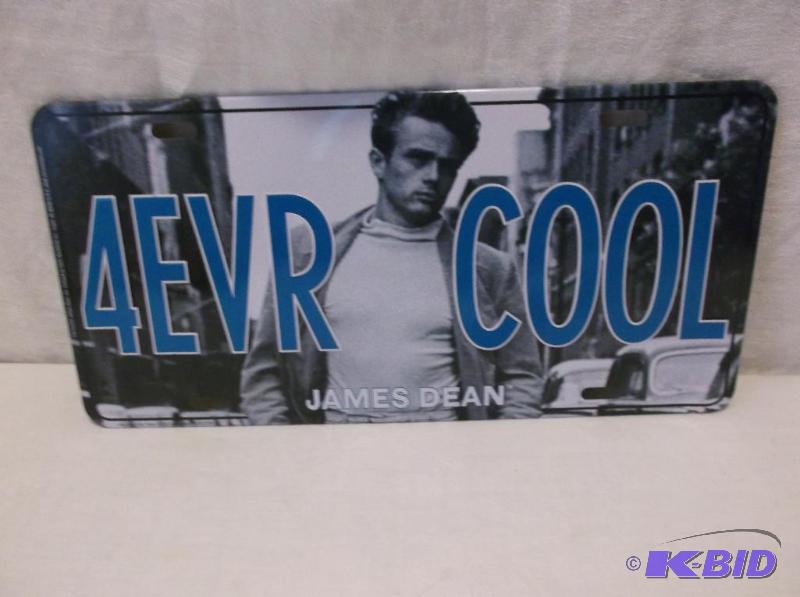 4EVR COOL
JAMES DEAN
© K-BID